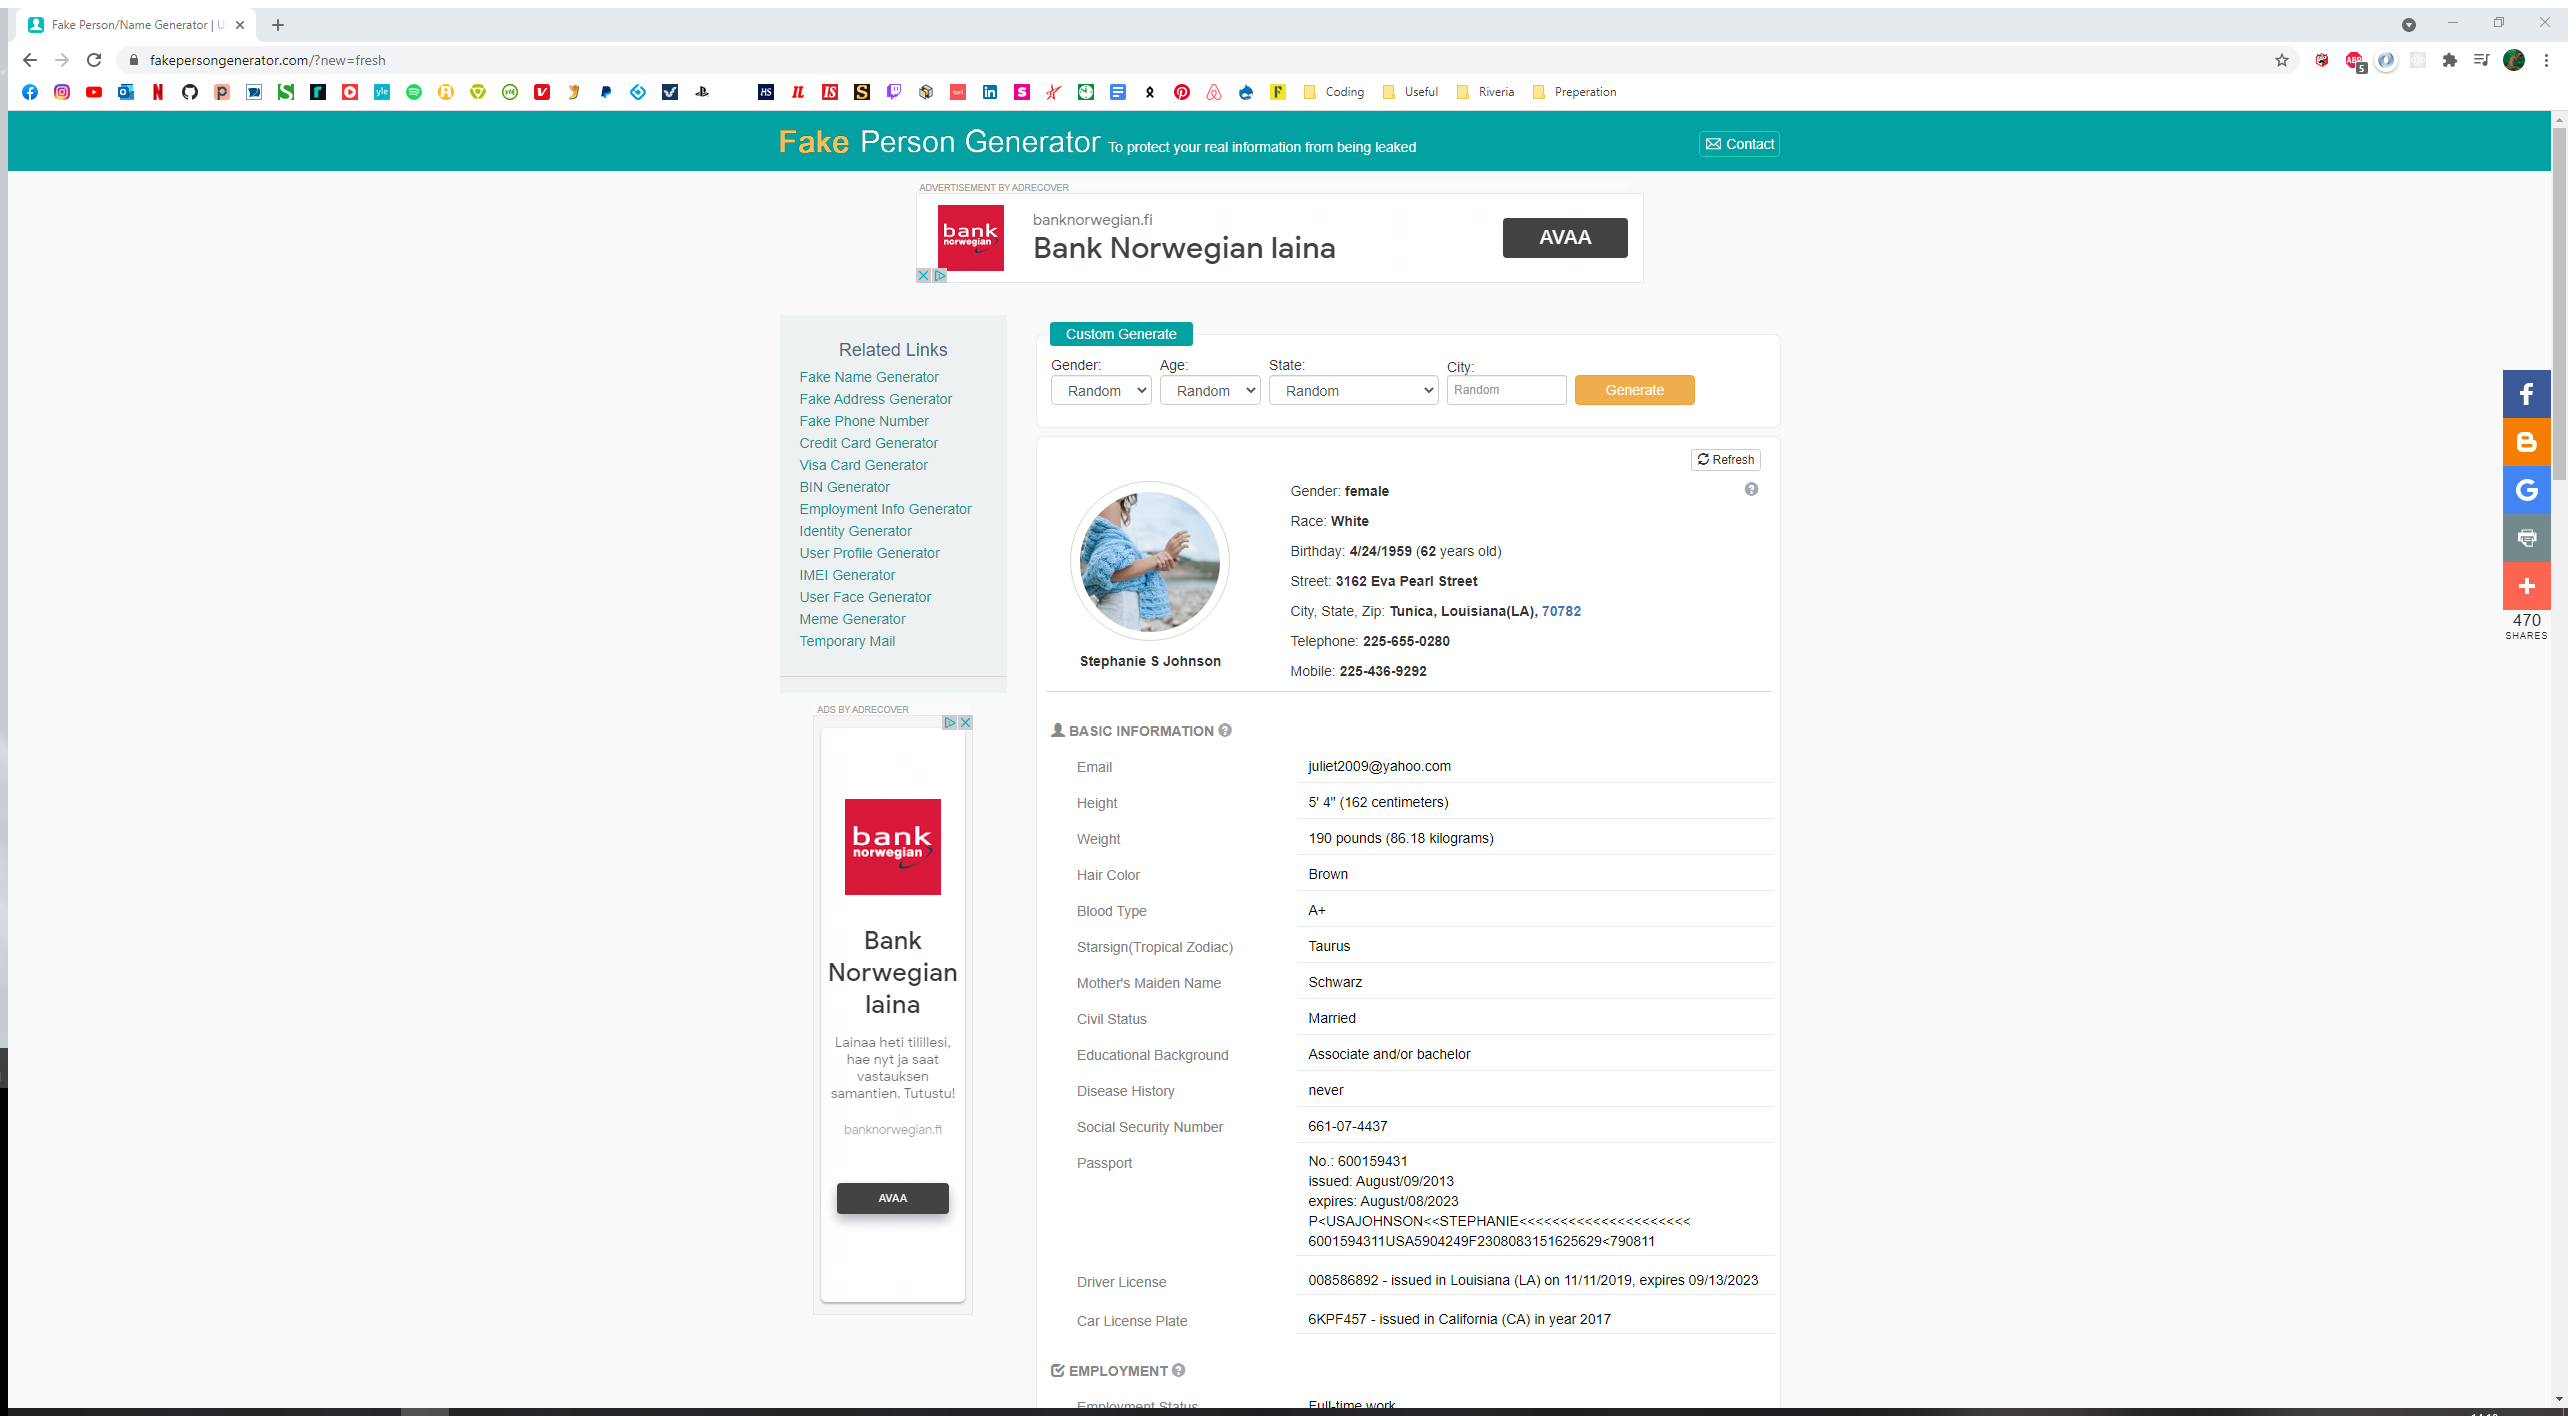 Fake Person/Name Generator | U
fakepersongenerator.com/?new=fresh
Coding
Useful
Riveria
Preperation
Fake Person Generator To protect your real information from being leaked
Contact
ADVERTISEMENT BY ADRECOVER
bank
norwegian
banknorwegian.fi
Bank Norwegian laina
AVAA
Related Links
Fake Name Generator
Fake Address Generator
Fake Phone Number
Credit Card Generator
Visa Card Generator
BIN Generator
Employment Info Generator
Identity Generator
User Profile Generator
IMEI Generator
User Face Generator
Meme Generator
Temporary Mail
ADS BY ADRECOVER
bank
norwegian
Bank
Norwegian
laina
Lainaa heti tilillesi,
hae nyt ja saat
vastauksen
samantien. Tutustu!
banknorwegian.fi
AVAA
Custom Generate
Gender: Age: State: City:
Random Random Random Random Generate
Refresh
Stephanie S Johnson
Gender: female
Race: White
Birthday: 4/24/1959 (62 years old)
Street: 3162 Eva Pearl Street
City, State, Zip: Tunica, Louisiana(LA), 70782
Telephone: 225-655-0280
Mobile: 225-436-9292
BASIC INFORMATION
Email juliet2009@yahoo.com
Height 5' 4" (162 centimeters)
Weight 190 pounds (86.18 kilograms)
Hair Color Brown
Blood Type A+
Starsign(Tropical Zodiac) Taurus
Mother's Maiden Name Schwarz
Civil Status Married
Educational Background Associate and/or bachelor
Disease History never
Social Security Number 661-07-4437
Passport No.: 600159431
issued: August/09/2013
expires: August/08/2023
P<USAJOHNSON<<STEPHANIE<<<<<<<<<<<<<<<<<<<<<
6001594311USA5904249F2308083151625629<790811
Driver License 008586892 - issued in Louisiana (LA) on 11/11/2019, expires 09/13/2023
Car License Plate 6KPF457 - issued in California (CA) in year 2017
EMPLOYMENT
Employment Status Full-time work
470
SHARES